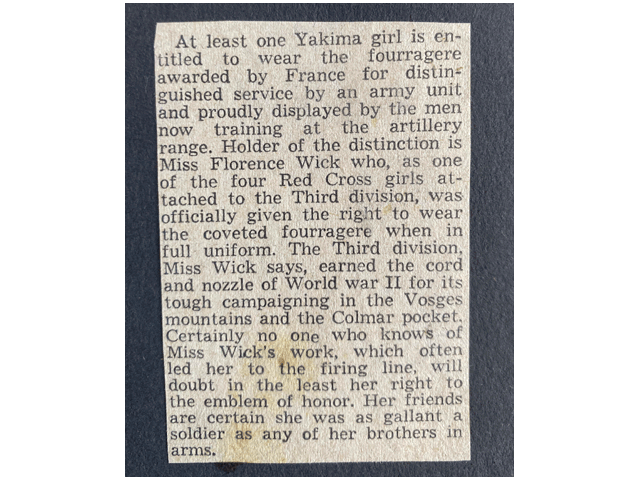 At least one Yakima girl is en-
titled to wear the fourragere
awarded by France for distin-
guished service by an army unit
and proudly displayed by the men
now training at the artillery
range. Holder of the distinction is
Miss Florence Wick who, as one
of the four Red Cross girls at-
tached to the Third division, was
officially given the right to wear
the coveted fourragere when in
full uniform. The Third division,
Miss Wick says, earned the cord
and nozzle of World war II for its
tough campaigning in the Vosges
mountains and the Colmar pocket.
Certainly no one who knows of
Miss Wick's work, which often
led her to the firing line, will
doubt in the least her right to
the emblem of honor. Her friends
are certain she was as gallant a
soldier as any of her brothers in
arms.